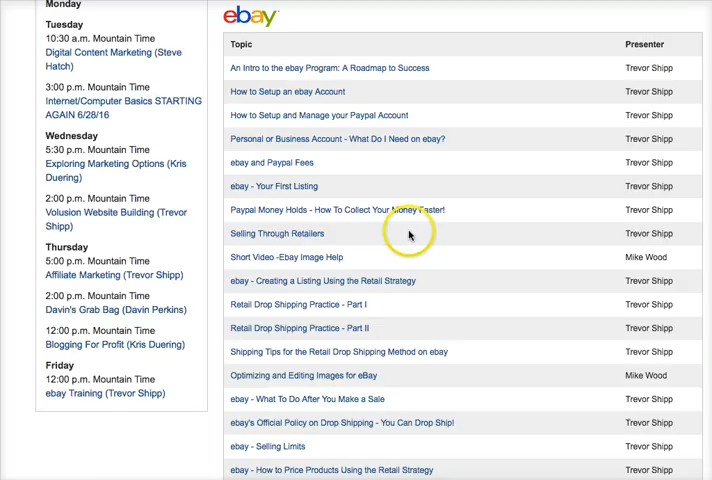 Monday
Tuesday
10:30 a.m. Mountain Time
Digital Content Marketing (Steve
Hatch)
3:00 p.m. Mountain Time
Internet/Computer Basics STARTING
AGAIN 6/28/16
Wednesday
5:30 p.m. Mountain Time
Exploring Marketing Options (Kris
Duering)
2:00 p.m. Mountain Time
Volusion Website Building (Trevor
Shipp)
Thursday
5:00 p.m. Mountain Time
Affiliate Marketing (Trevor Shipp)
2:00 p.m. Mountain Time
Davin's Grab Bag (Davin Perkins)
12:00 p.m. Mountain Time
Blogging For Profit (Kris Duering)
Friday
12:00 p.m. Mountain Time
ebay Training (Trevor Shipp)
ebay
Topic Presenter
An Intro to the ebay Program: A Roadmap to Success Trevor Shipp
How to Setup an ebay Account Trevor Shipp
How to Setup and Manage your Paypal Account Trevor Shipp
Personal or Business Account - What Do I Need on ebay? Trevor Shipp
ebay and Paypal Fees Trevor Shipp
ebay - Your First Listing Trevor Shipp
Paypal Money Holds - How To Collect Your Money Faster! Trevor Shipp
Selling Through Retailers Trevor Shipp
Short Video -Ebay Image Help Mike Wood
ebay - Creating a Listing Using the Retail Strategy Trevor Shipp
Retail Drop Shipping Practice - Part I Trevor Shipp
Retail Drop Shipping Practice - Part II Trevor Shipp
Shipping Tips for the Retail Drop Shipping Method on ebay Trevor Shipp
Optimizing and Editing Images for eBay Mike Wood
ebay - What To Do After You Make a Sale Trevor Shipp
ebay's Official Policy on Drop Shipping - You Can Drop Ship! Trevor Shipp
ebay - Selling Limits Trevor Shipp
ebay - How to Price Products Using the Retail Strategy Trevor Shipp